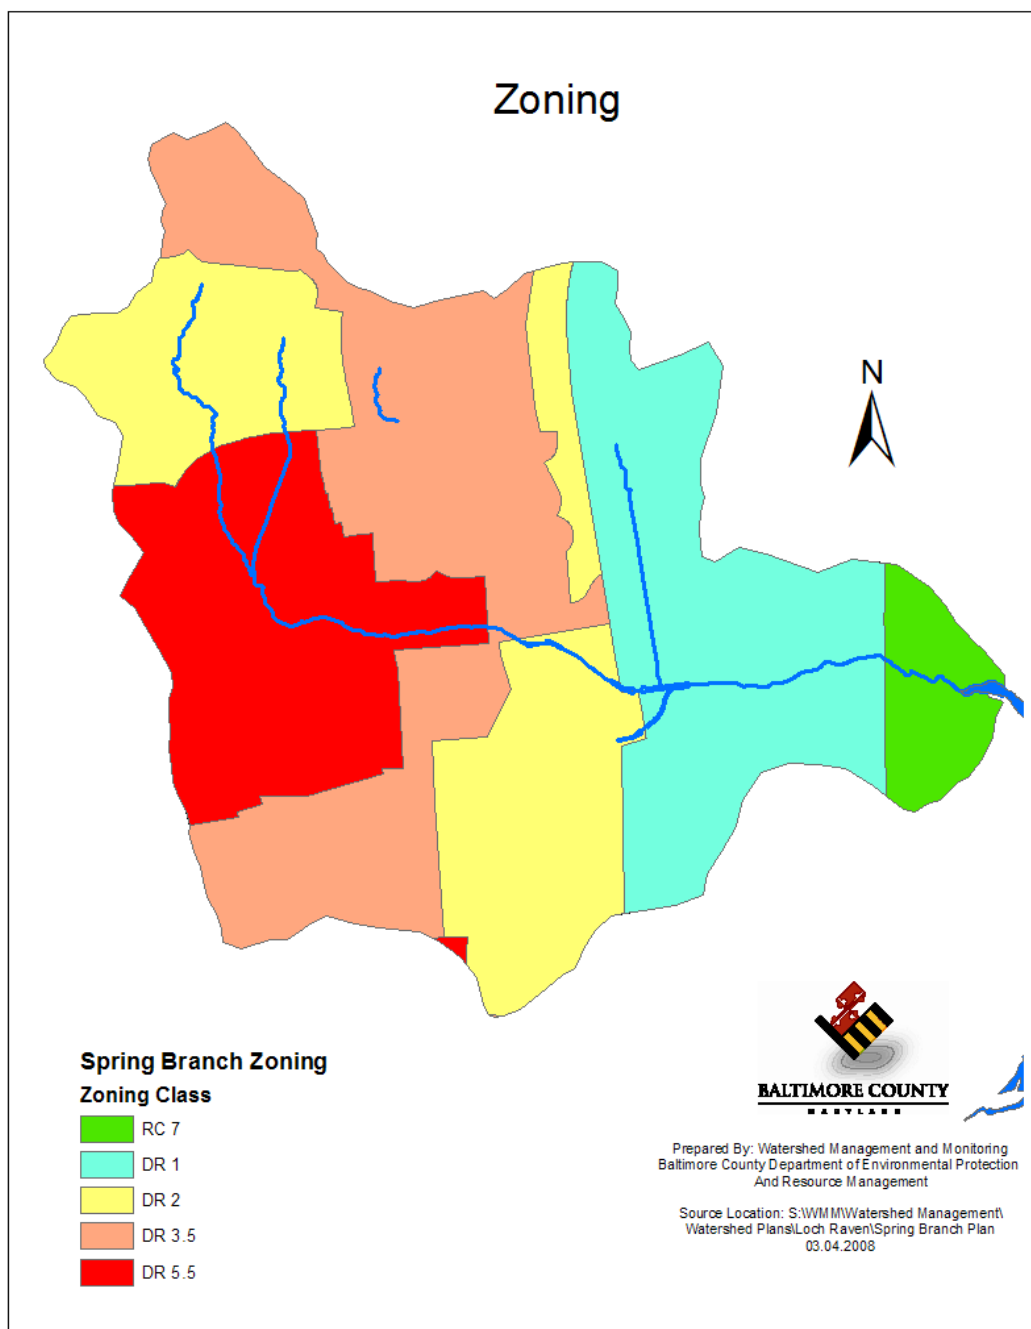 Zoning
N
Spring Branch Zoning
Zoning Class
RC 7
DR 1
DR 2
DR 3.5
DR 5.5
BALTIMORE COUNTY
MARYLAND
Prepared By: Watershed Management and Monitoring
Baltimore County Department of Environmental Protection
And Resource Management
Source Location: S:\WMM\Watershed Management\
Watershed Plans\Loch Raven\Spring Branch Plan
03.04.2008